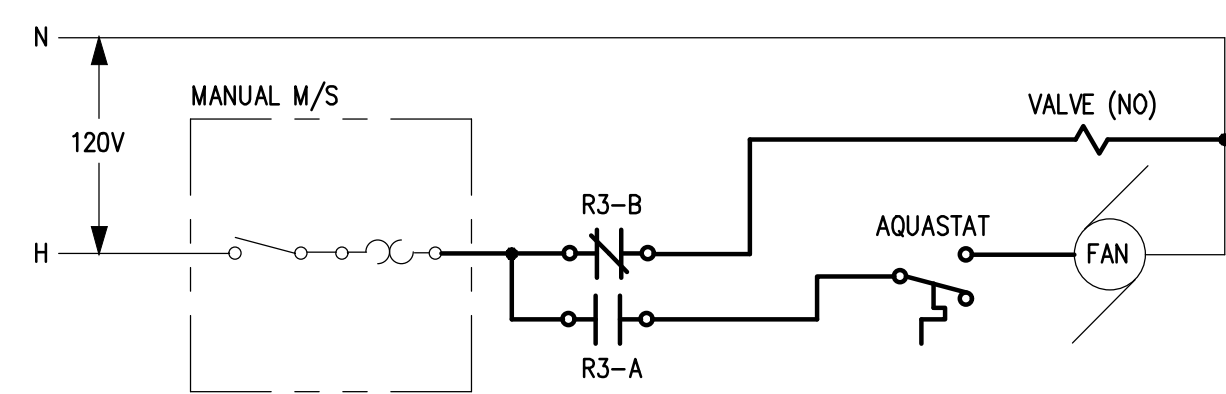 N
MANUAL M/S
VALVE (NO)
120V
R3-B
AQUASTAT
H
FAN
R3-A